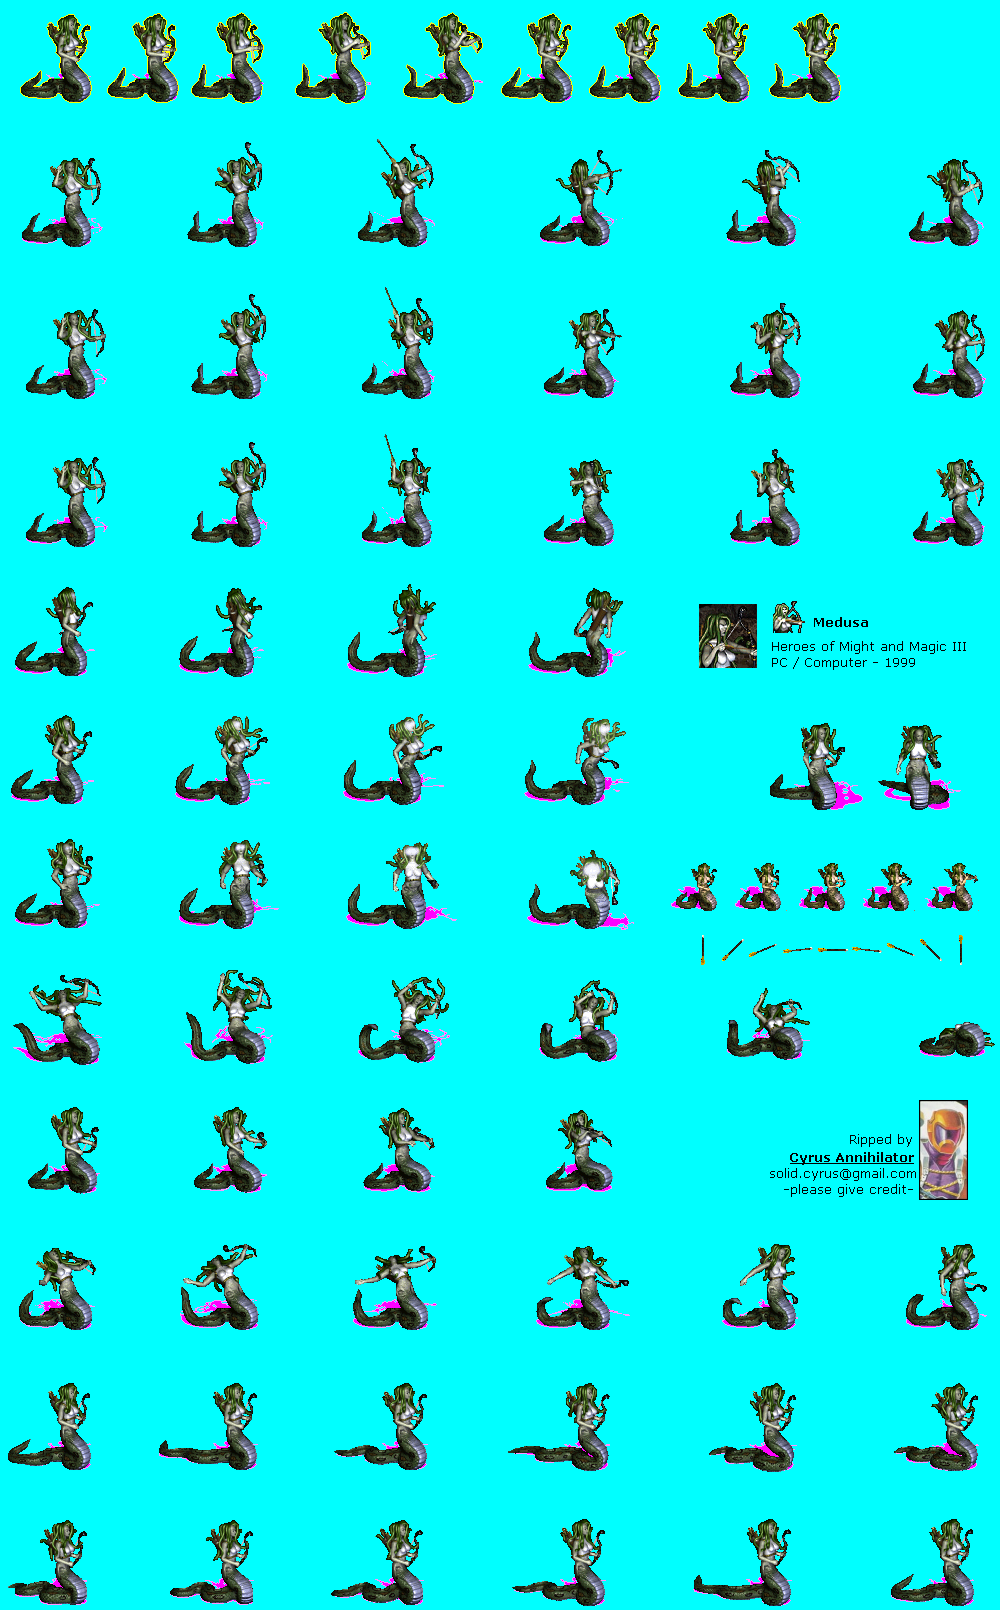 Medusa
Heroes of Might and Magic III
PC / Computer - 1999
Ripped by
Cyrus Annihilator
solid.cyrus@gmail.com
-please give credit-